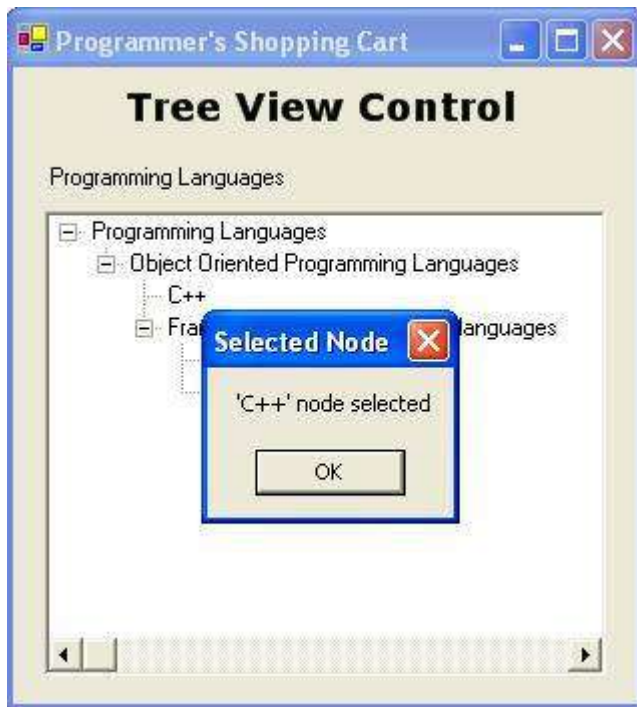 Programmer's Shopping Cart
Tree View Control
Programming Languages
Programming Languages
Object Oriented Programming Languages
C++
languages
Selected Node
'C++' node selected
OK